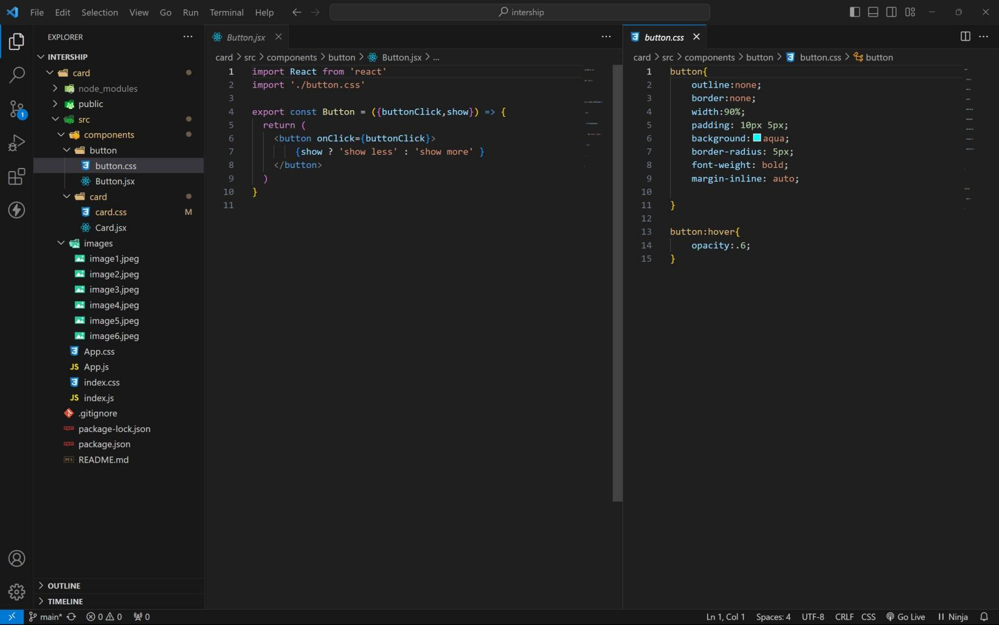 File Edit Selection View Go Run Terminal Help
intership
EXPLORER
INTERSHIP
card
node_modules
public
src
components
button
button.css
Button.jsx
card
card.css M
Card.jsx
images
image1.jpeg
image2.jpeg
image3.jpeg
image4.jpeg
image5.jpeg
image6.jpeg
App.css
JS App.js
index.css
JS index.js
.gitignore
package-lock.json
package.json
README.md
OUTLINE
TIMELINE
1
Button.jsx
card > src > components > button > Button.jsx > ...
1 import React from 'react'
2 import './button.css'
3
4 export const Button = ({buttonClick,show}) => {
5 return (
6 <button onClick={buttonClick}>
7 {show ? 'show less' : 'show more' }
8 </button>
9 )
10 }
11
button.css
card > src > components > button > button.css > button
1 button{
2 outline:none;
3 border:none;
4 width:90%;
5 padding: 10px 5px;
6 background:aqua;
7 border-radius: 5px;
8 font-weight: bold;
9 margin-inline: auto;
10
11 }
12
13 button:hover{
14 opacity:.6;
15 }
main* 0 0 0
Ln 1, Col 1 Spaces: 4 UTF-8 CRLF CSS Go Live Ninja